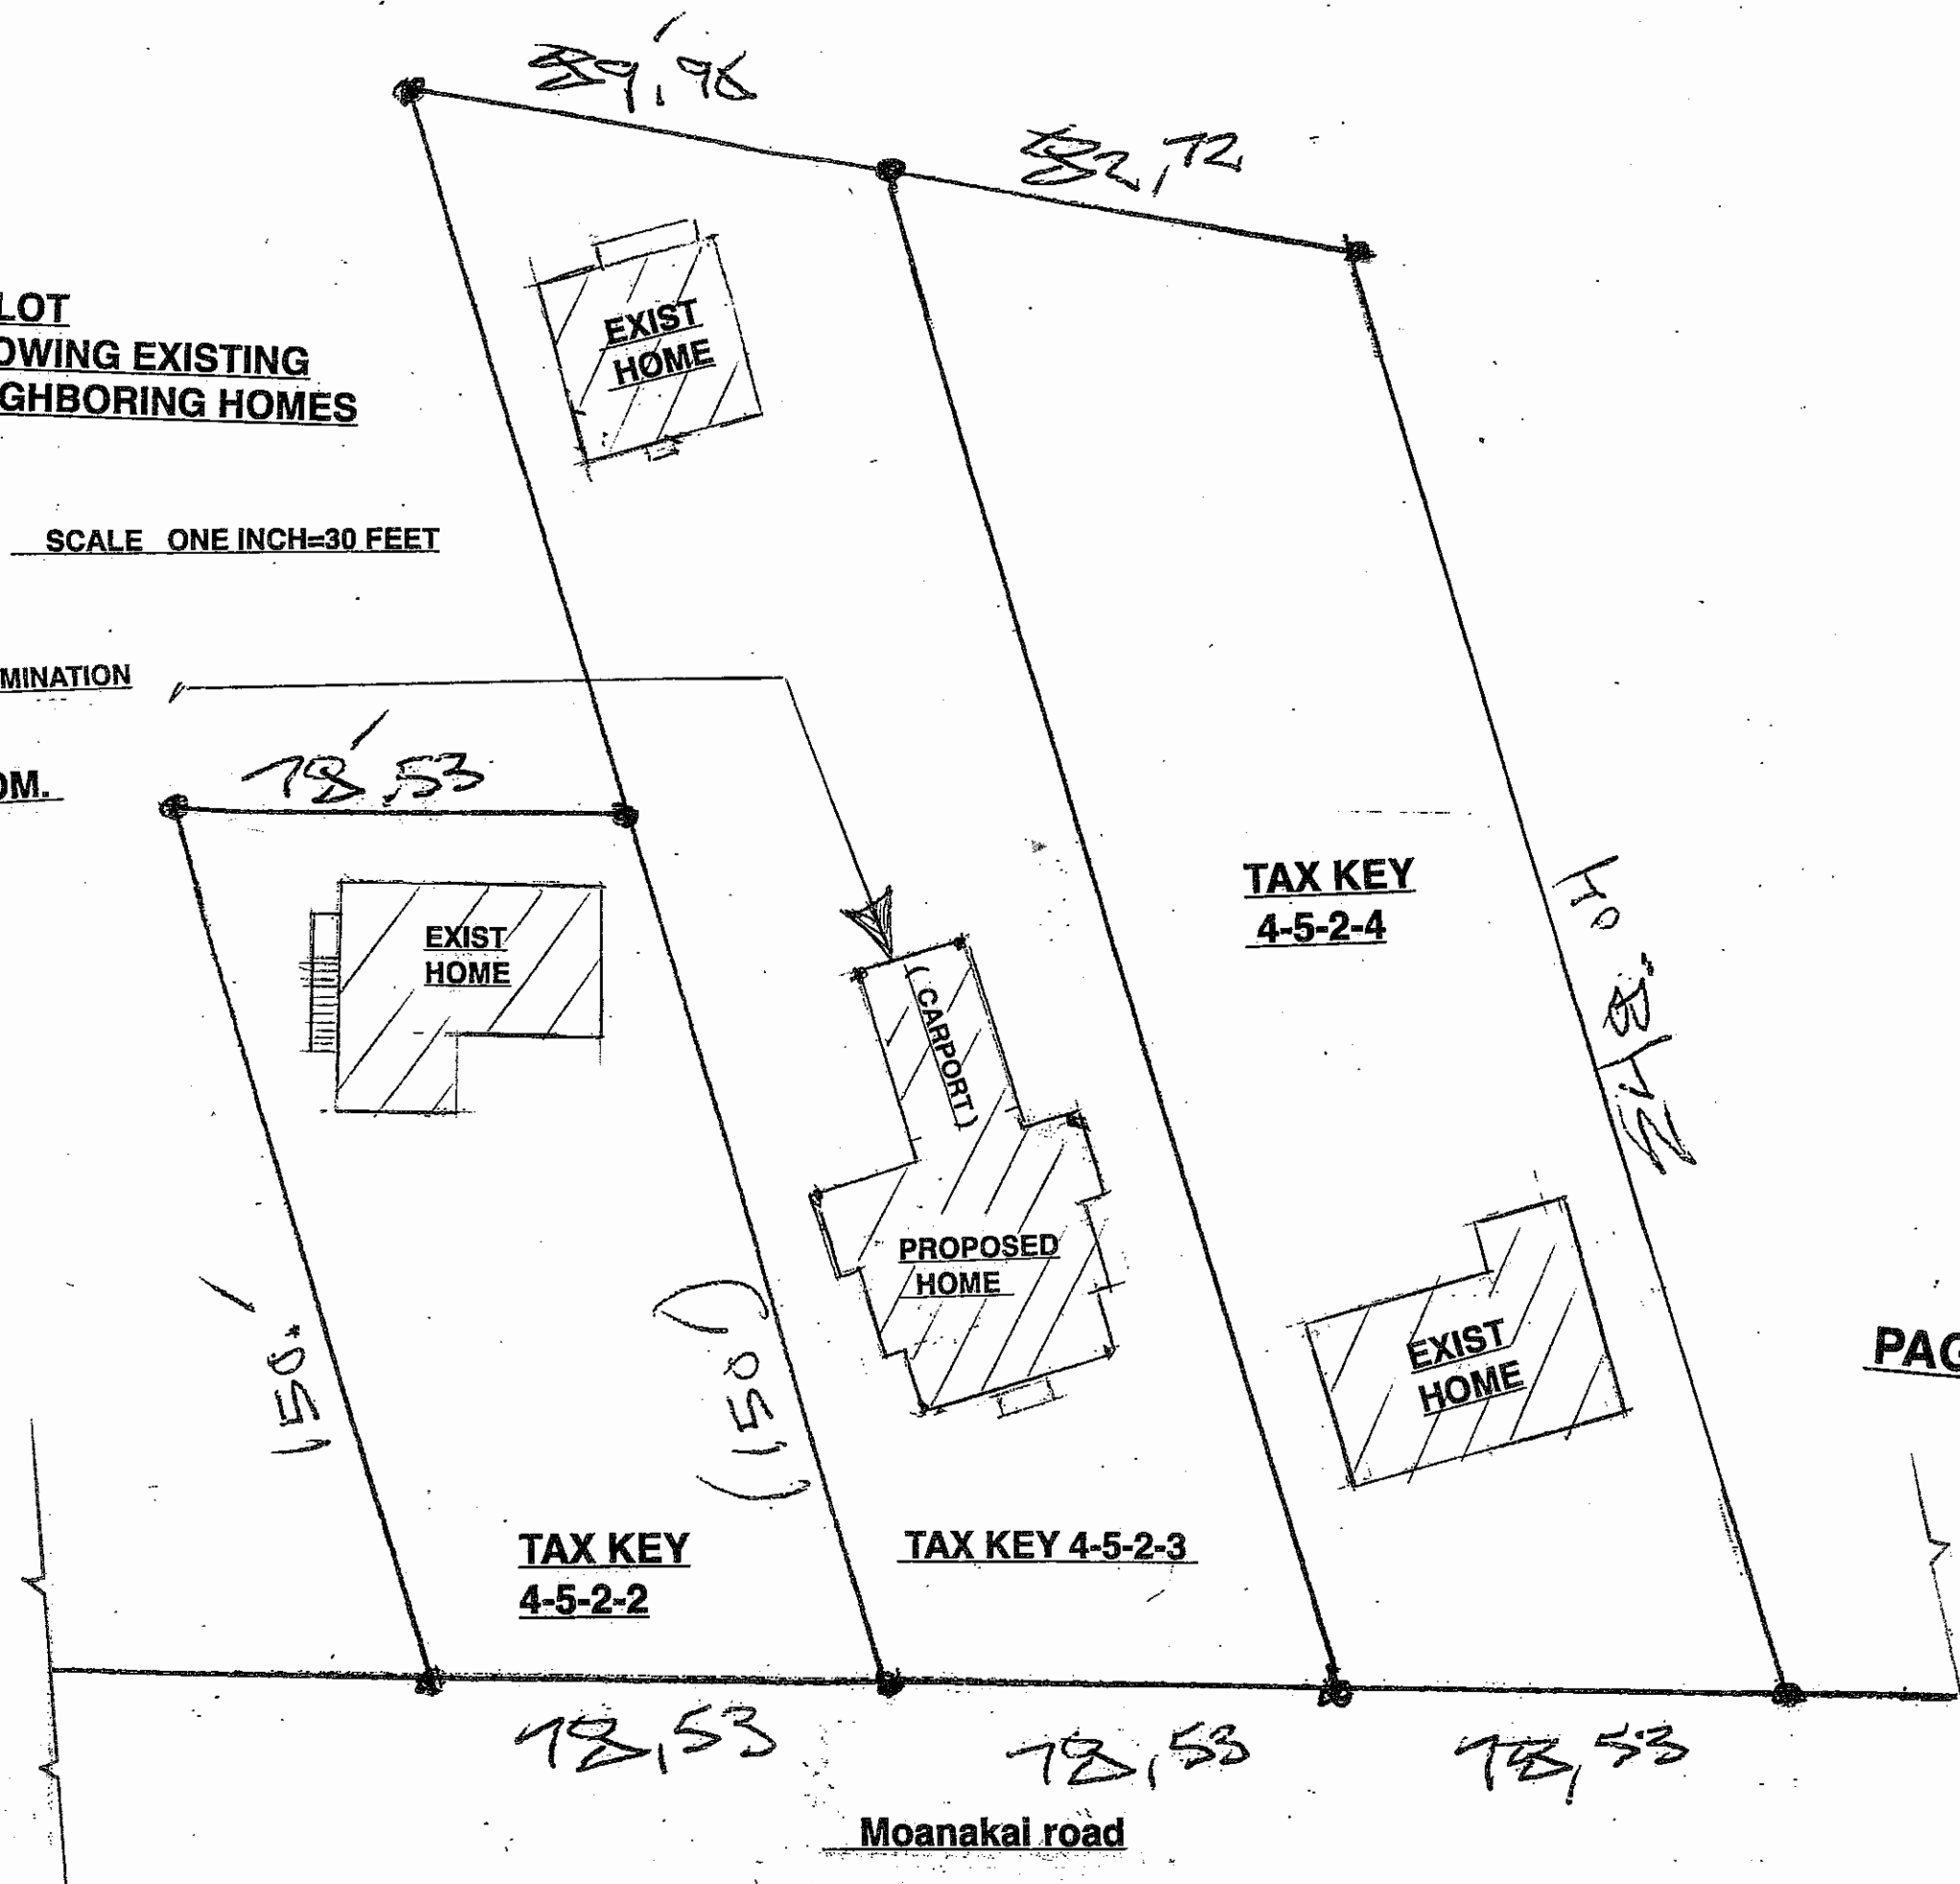 LOT
OWING EXISTING
GHBORING HOMES
SCALE ONE INCH=30 FEET
MINATION
OM.
82,72
EXIST
HOME
78,53
EXIST
HOME
(CARPORT)
PROPOSED
HOME
TAX KEY
4-5-2-4
EXIST
HOME
150.
(150')
PAG
TAX KEY
4-5-2-2
TAX KEY 4-5-2-3
78,53
78,53
78,53
Moanakai road